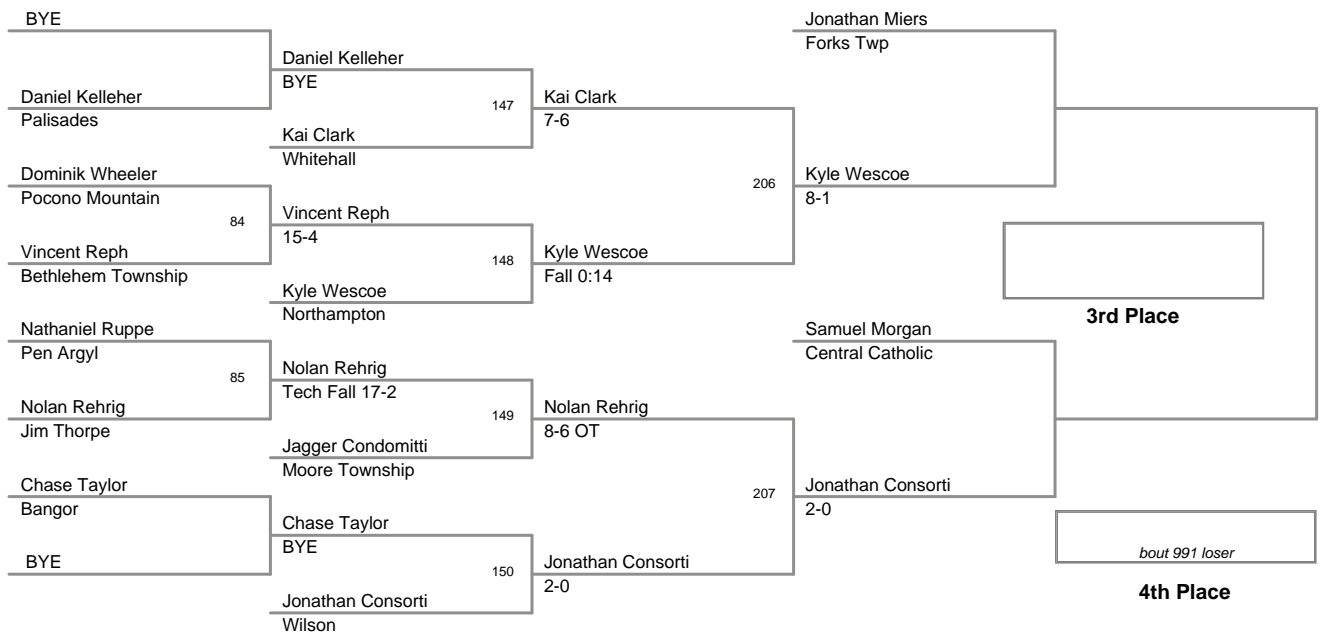 BYE
Daniel Kelleher
Palisades
Dominik Wheeler
Pocono Mountain
84
Vincent Reph
Bethlehem Township
Nathaniel Ruppe
Pen Argyl
85
Nolan Rehrig
Jim Thorpe
Chase Taylor
Bangor
BYE
Daniel Kelleher
BYE
147
Kai Clark
Whitehall
Vincent Reph
15-4
148
Kyle Wescoe
Northampton
Nolan Rehrig
Tech Fall 17-2
149
Jagger Condomitti
Moore Township
Chase Taylor
BYE
150
Jonathan Consorti
Wilson
Kai Clark
7-6
206
Kyle Wescoe
Fall 0:14
Nolan Rehrig
8-6 OT
207
Jonathan Consorti
2-0
Jonathan Miers
Forks Twp
Kyle Wescoe
8-1
Samuel Morgan
Central Catholic
Jonathan Consorti
2-0
3rd Place
bout 991 loser
4th Place